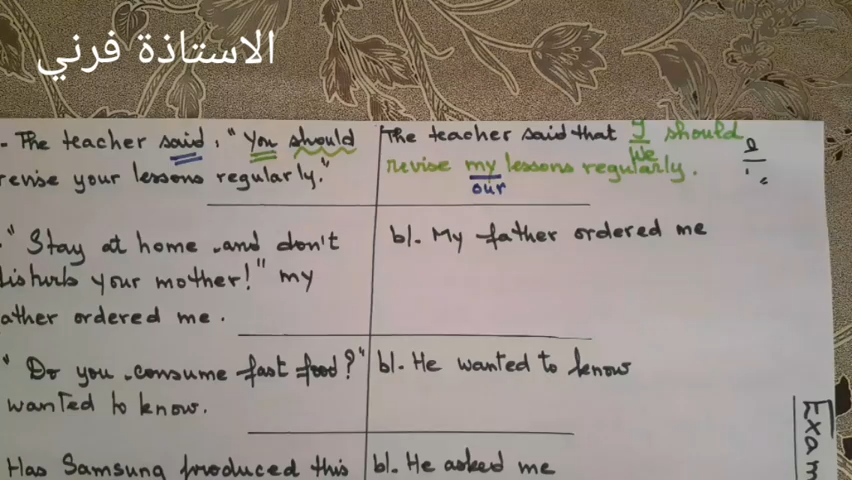 الاستاذة فرني
- The teacher said, "You should
revise your lessons regularly."
The teacher said that I should
we
revise my lessons regularly.
our
"Stay at home and don't
disturb your mother!" my
father ordered me.
b/. My father ordered me
"Do you consume fast food?"
wanted to know.
b/. He wanted to know
Has Samsung produced this
b/. He asked me
Exam